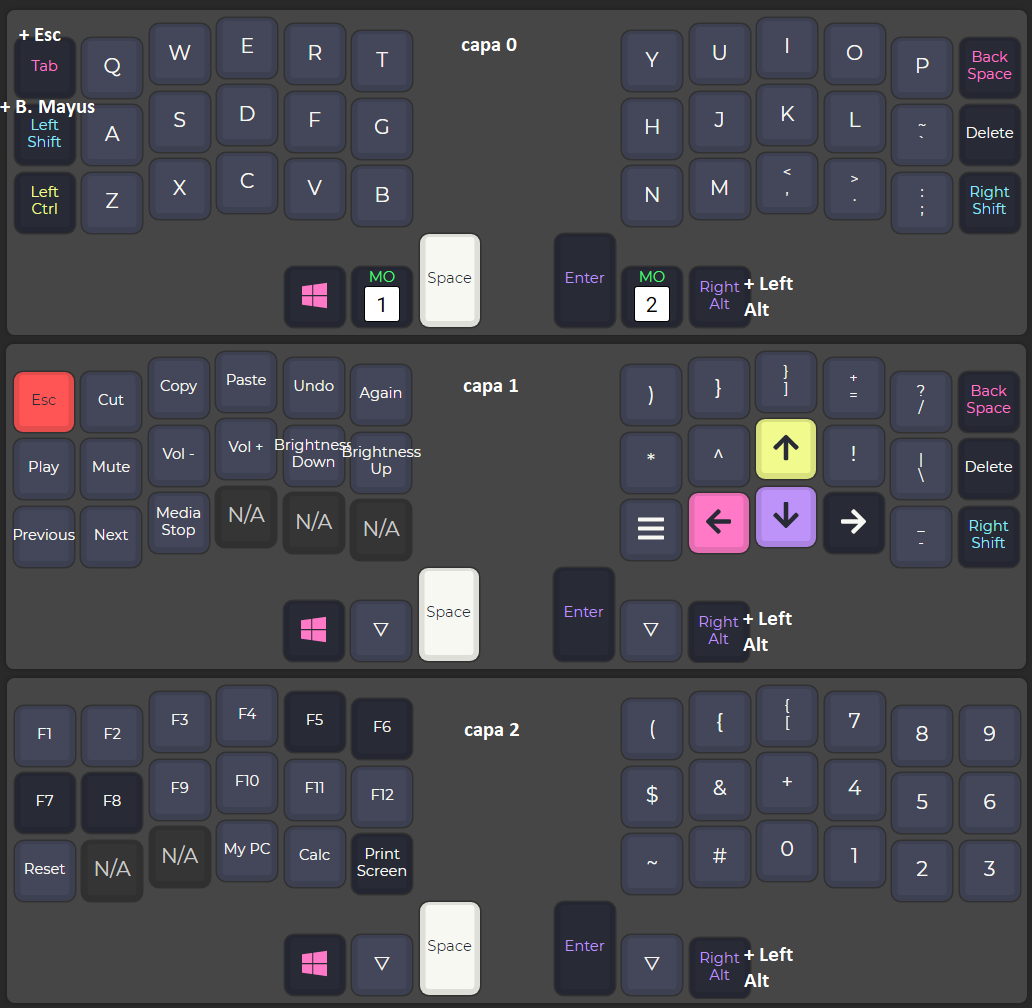 + Esc
capa 0
Tab Q W E R T Y U I O P Back Space
+ B. Mayus
Left Shift A S D F G H J K L ~ ` Delete
Left Ctrl Z X C V B N M < , > . : ; Right Shift
MO 1 Space Enter MO 2 Right Alt + Left Alt
capa 1
Esc Cut Copy Paste Undo Again ) } } ] + = ? / Back Space
Play Mute Vol - Vol + Brightness Down Brightness Up * ^ ↑ ! | \ Delete
Previous Next Media Stop N/A N/A N/A ← ↓ → _ - Right Shift
▽ Space Enter ▽ Right Alt + Left Alt
capa 2
F1 F2 F3 F4 F5 F6 ( { { [ 7 8 9
F7 F8 F9 F10 F11 F12 $ & + 4 5 6
Reset N/A N/A My PC Calc Print Screen ~ # 0 1 2 3
▽ Space Enter ▽ Right Alt + Left Alt